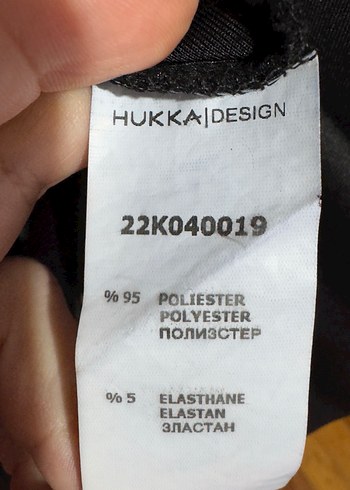 HUKKA|DESIGN
22K040019
% 95 POLIESTER
POLYESTER
ПОЛИЭСТЕР
% 5 ELASTHANE
ELASTAN
ЭЛАСТАН